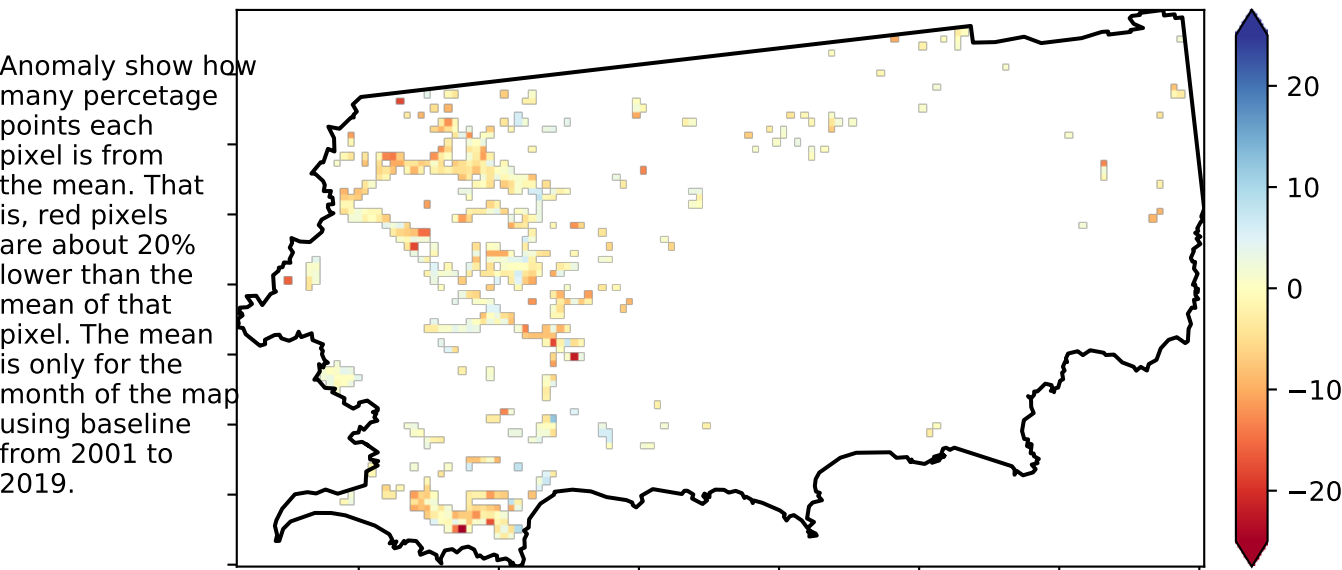 Anomaly show how
many percetage
points each
pixel is from
the mean. That
is, red pixels
are about 20%
lower than the
mean of that
pixel. The mean
is only for the
month of the map
using baseline
from 2001 to
2019.
20
10
0
−10
−20